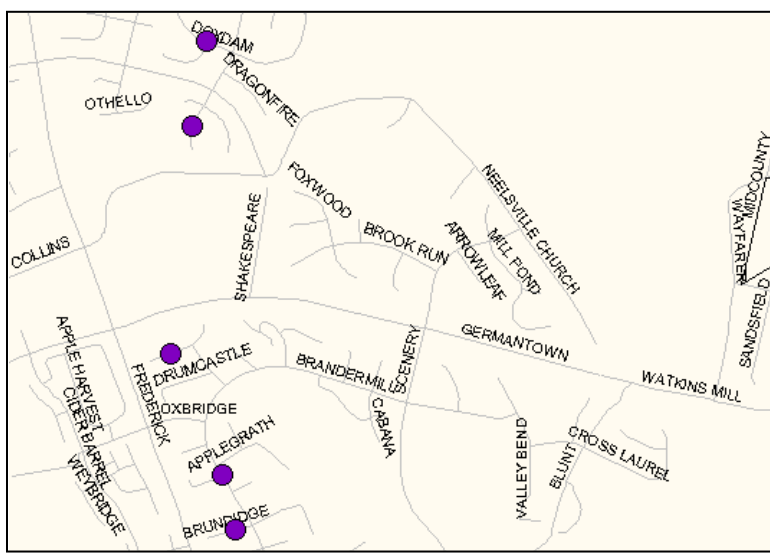 DOXDAM
DRAGONFIRE
OTHELLO
MIDCOUNTY
NEELSVILLE CHURCH
FOXWOOD
SHAKESPEARE
WAYFARER
BROOK RUN
ARROWLEAF
MILL POND
COLLINS
SANDSFIELD
APPLE HARVEST
GERMANTOWN
SCENERY
DRUMCASTLE
BRANDERMILL
FREDERICK
WATKINS MILL
CIDER BARREL
OXBRIDGE
CABANA
VALLEY BEND
CROSS LAUREL
APPLEGRATH
BLUNT
WEYBRIDGE
BRUNDIDGE